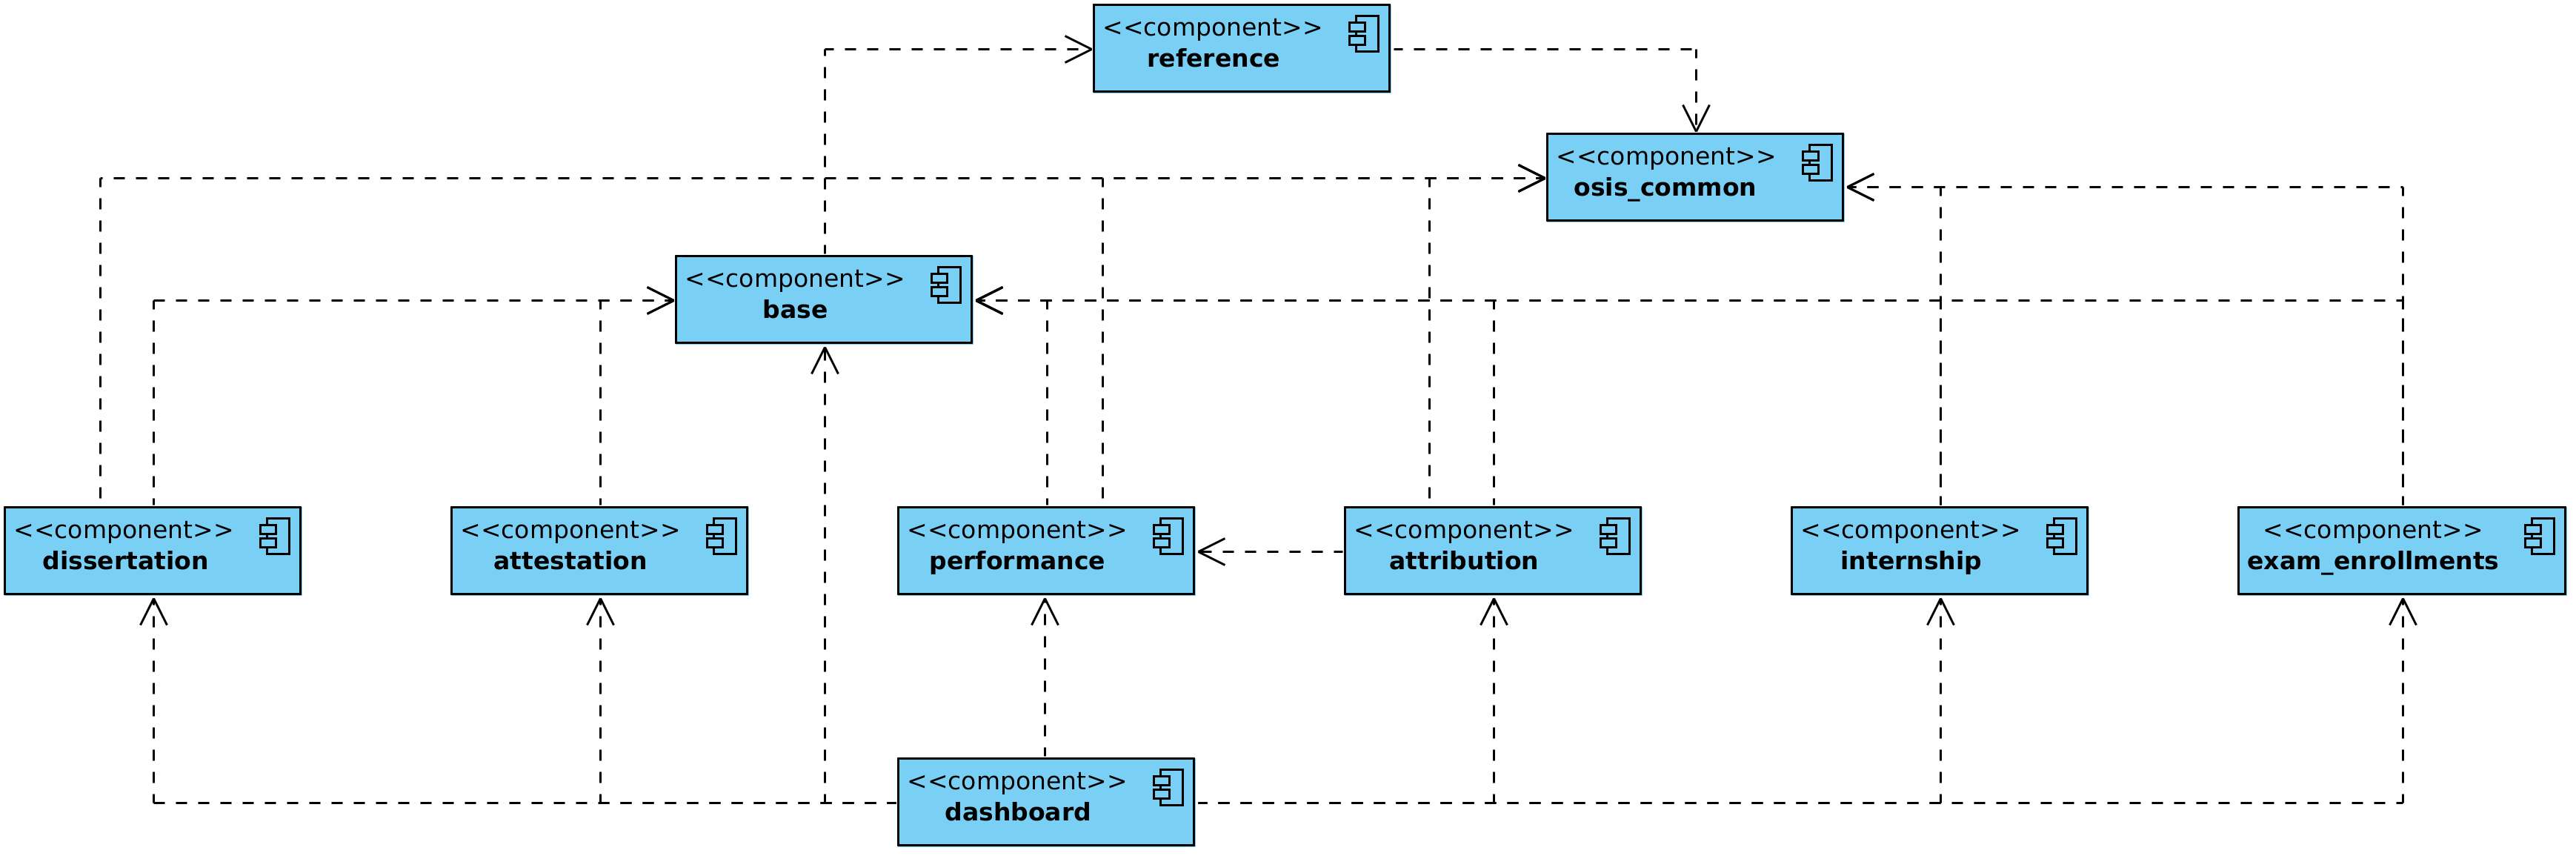 <<component>>
reference
<<component>>
osis_common
<<component>>
base
<<component>>
dissertation
<<component>>
attestation
<<component>>
performance
<<component>>
attribution
<<component>>
internship
<<component>>
exam_enrollments
<<component>>
dashboard